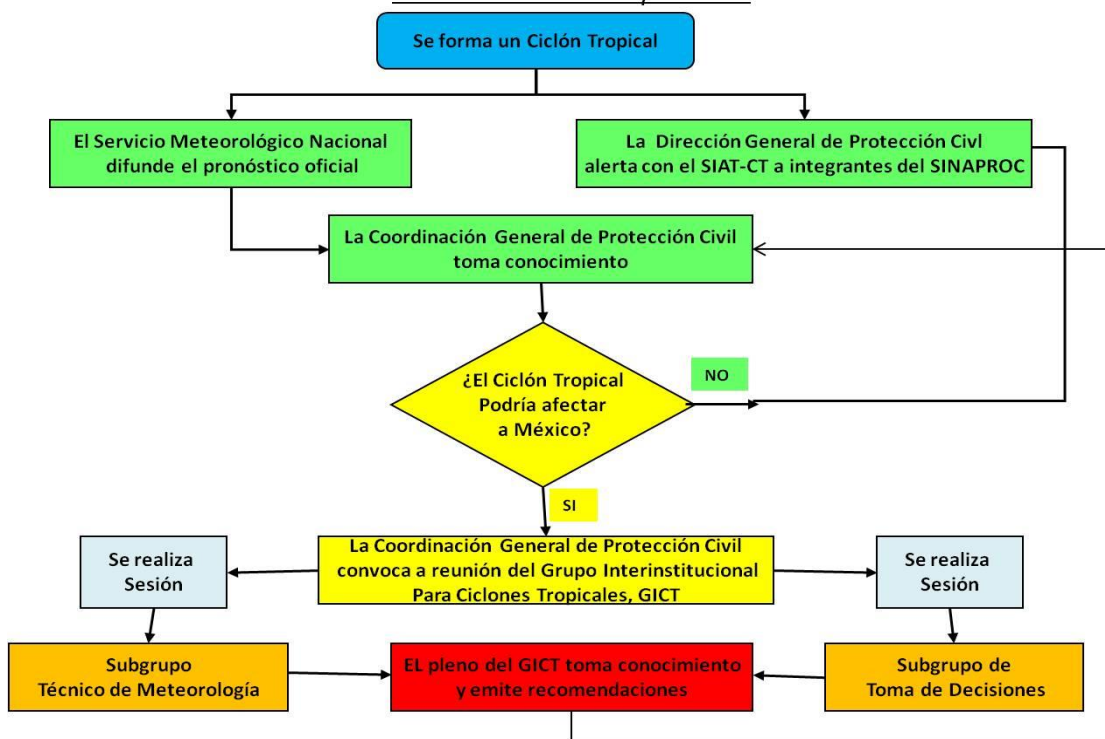 Se forma un Ciclón Tropical
El Servicio Meteorológico Nacional
difunde el pronóstico oficial
La Dirección General de Protección Civl
alerta con el SIAT-CT a integrantes del SINAPROC
La Coordinación General de Protección Civil
toma conocimiento
¿El Ciclón Tropical
Podría afectar
a México?
NO
SI
La Coordinación General de Protección Civil
convoca a reunión del Grupo Interinstitucional
Para Ciclones Tropicales, GICT
Se realiza
Sesión
Se realiza
Sesión
Subgrupo
Técnico de Meteorología
EL pleno del GICT toma conocimiento
y emite recomendaciones
Subgrupo de
Toma de Decisiones